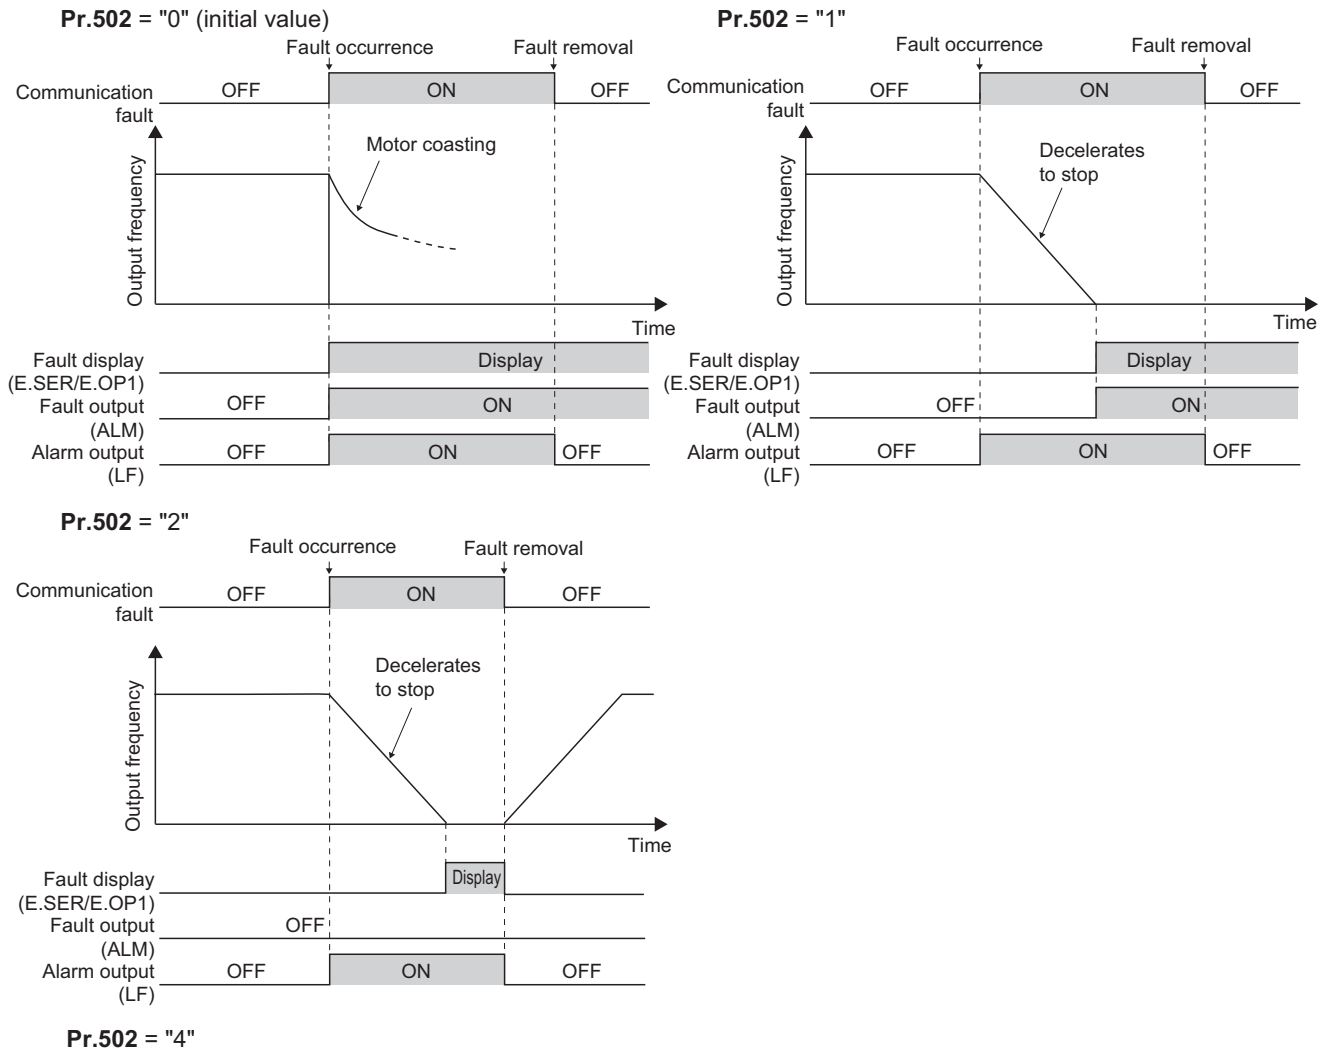 Pr.502 = "0" (initial value)
Fault occurrence
Fault removal
Communication
fault
OFF
ON
OFF
Output frequency
Motor coasting
Time
Fault display
(E.SER/E.OP1)
Display
Fault output
(ALM)
OFF
ON
Alarm output
(LF)
OFF
ON
OFF
Pr.502 = "1"
Fault occurrence
Fault removal
Communication
fault
OFF
ON
OFF
Output frequency
Decelerates
to stop
Time
Fault display
(E.SER/E.OP1)
Display
Fault output
(ALM)
OFF
ON
Alarm output
(LF)
OFF
ON
OFF
Pr.502 = "2"
Fault occurrence
Fault removal
Communication
fault
OFF
ON
OFF
Output frequency
Decelerates
to stop
Time
Fault display
(E.SER/E.OP1)
Display
Fault output
(ALM)
OFF
Alarm output
(LF)
OFF
ON
OFF
Pr.502 = "4"